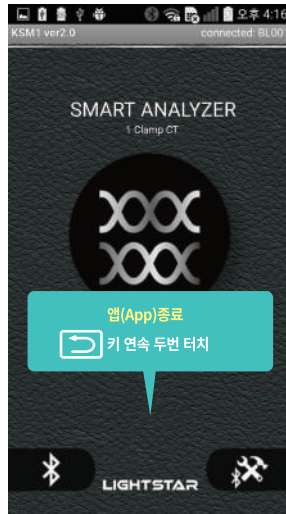 오후 4:16
KSM1 ver2.0 connected: BL001
SMART ANALYZER
1 Clamp CT
앱(App)종료
키 연속 두번 터치
LIGHTSTAR